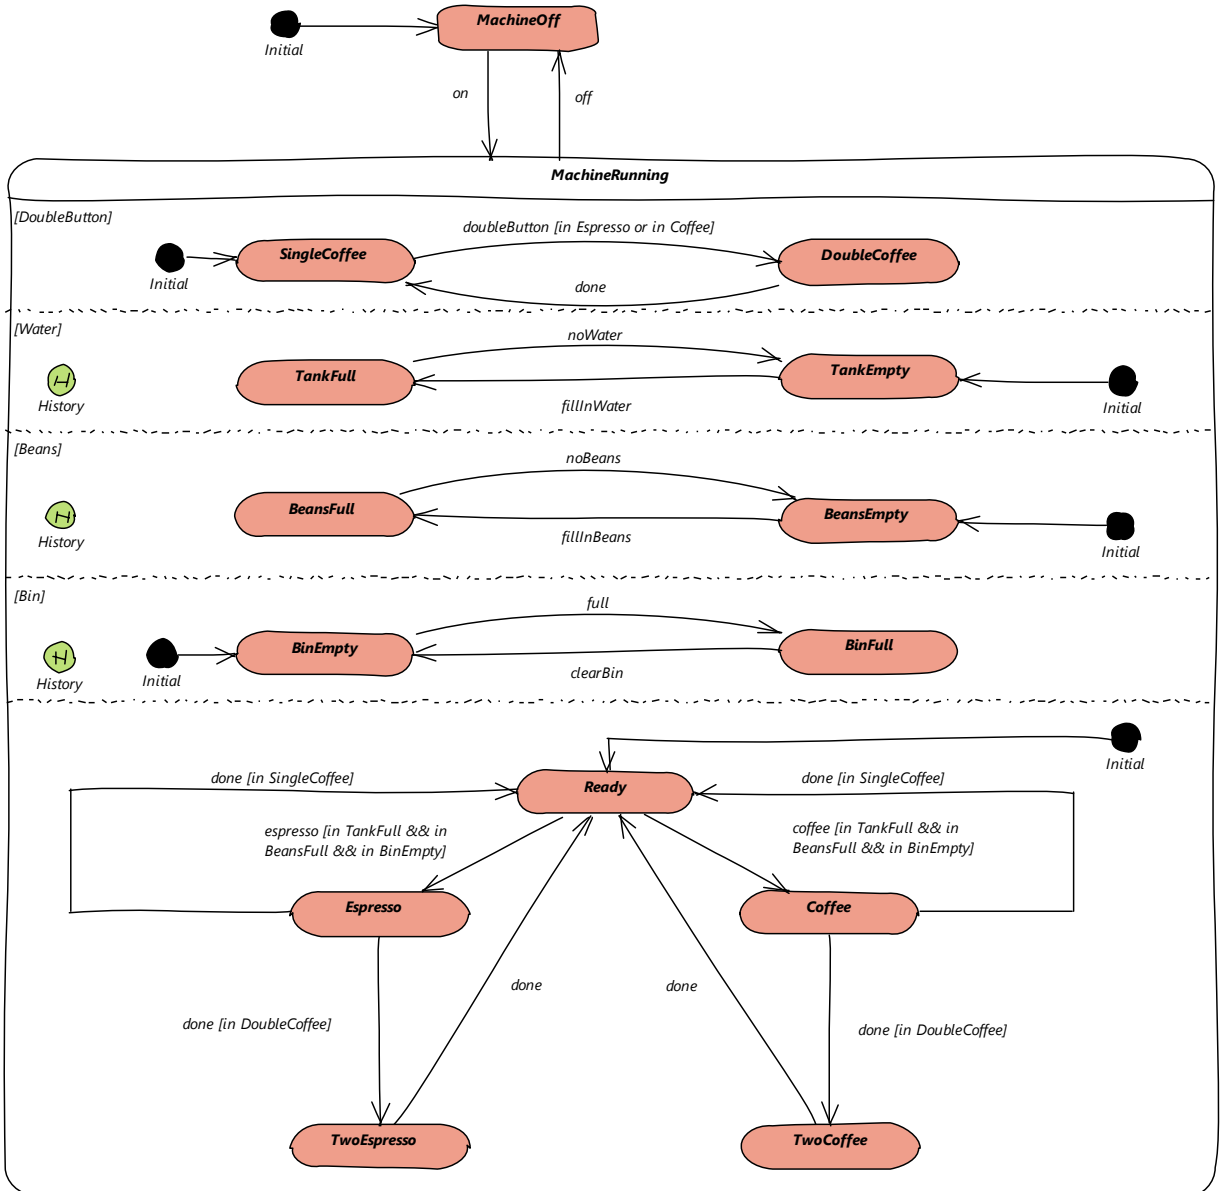 MachineOff
Initial
on
off
MachineRunning
[DoubleButton]
doubleButton [in Espresso or in Coffee]
SingleCoffee
DoubleCoffee
Initial
done
[Water]
noWater
TankFull
TankEmpty
H
History
fillInWater
Initial
[Beans]
noBeans
BeansFull
BeansEmpty
H
History
fillInBeans
Initial
[Bin]
full
BinEmpty
BinFull
H
History
Initial
clearBin
Initial
done [in SingleCoffee]
Ready
done [in SingleCoffee]
espresso [in TankFull && in
BeansFull && in BinEmpty]
coffee [in TankFull && in
BeansFull && in BinEmpty]
Espresso
Coffee
done
done
done [in DoubleCoffee]
done [in DoubleCoffee]
TwoEspresso
TwoCoffee